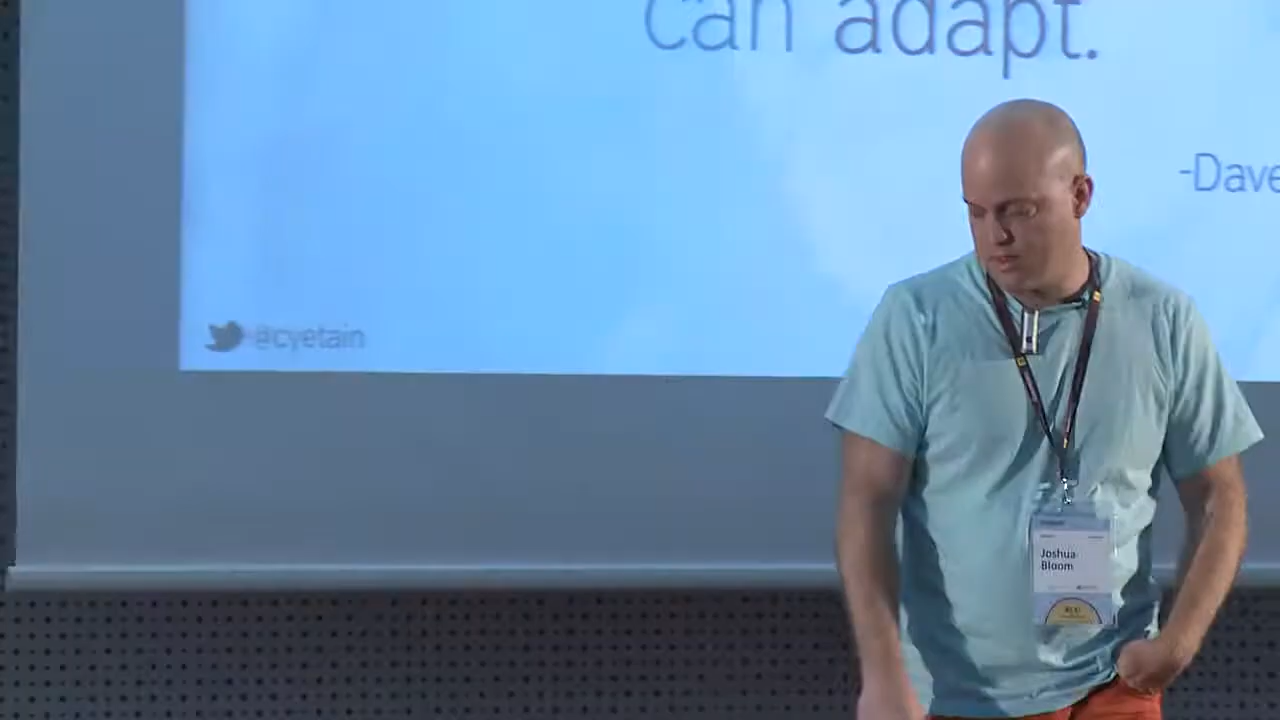 can adapt.
-Dave
@cyetain
Joshua
Bloom